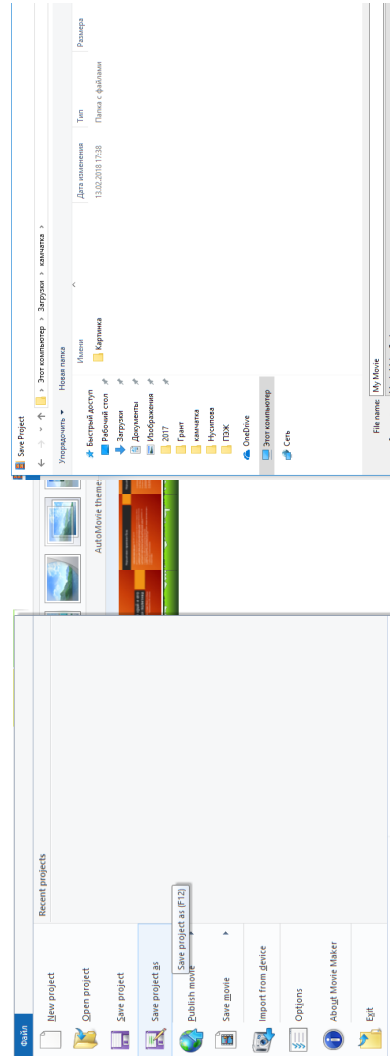 Файл
Recent projects
New project
Open project
Save project
Save project as
Save project as (F12)
Publish movie
Save movie
Import from device
Options
About Movie Maker
Exit
AutoMovie themes
Save Project
Этот компьютер > Загрузки > камчатка >
Упорядочить Новая папка
Имени Дата изменения Тип Размера
Картинка 13.02.2018 17:38 Папка с файлами
Быстрый доступ
Рабочий стол
Загрузки
Документы
Изображения
2017
Грант
камчатка
Нусипова
ПЭЖ
OneDrive
Этот компьютер
Сеть
File name: My Movie